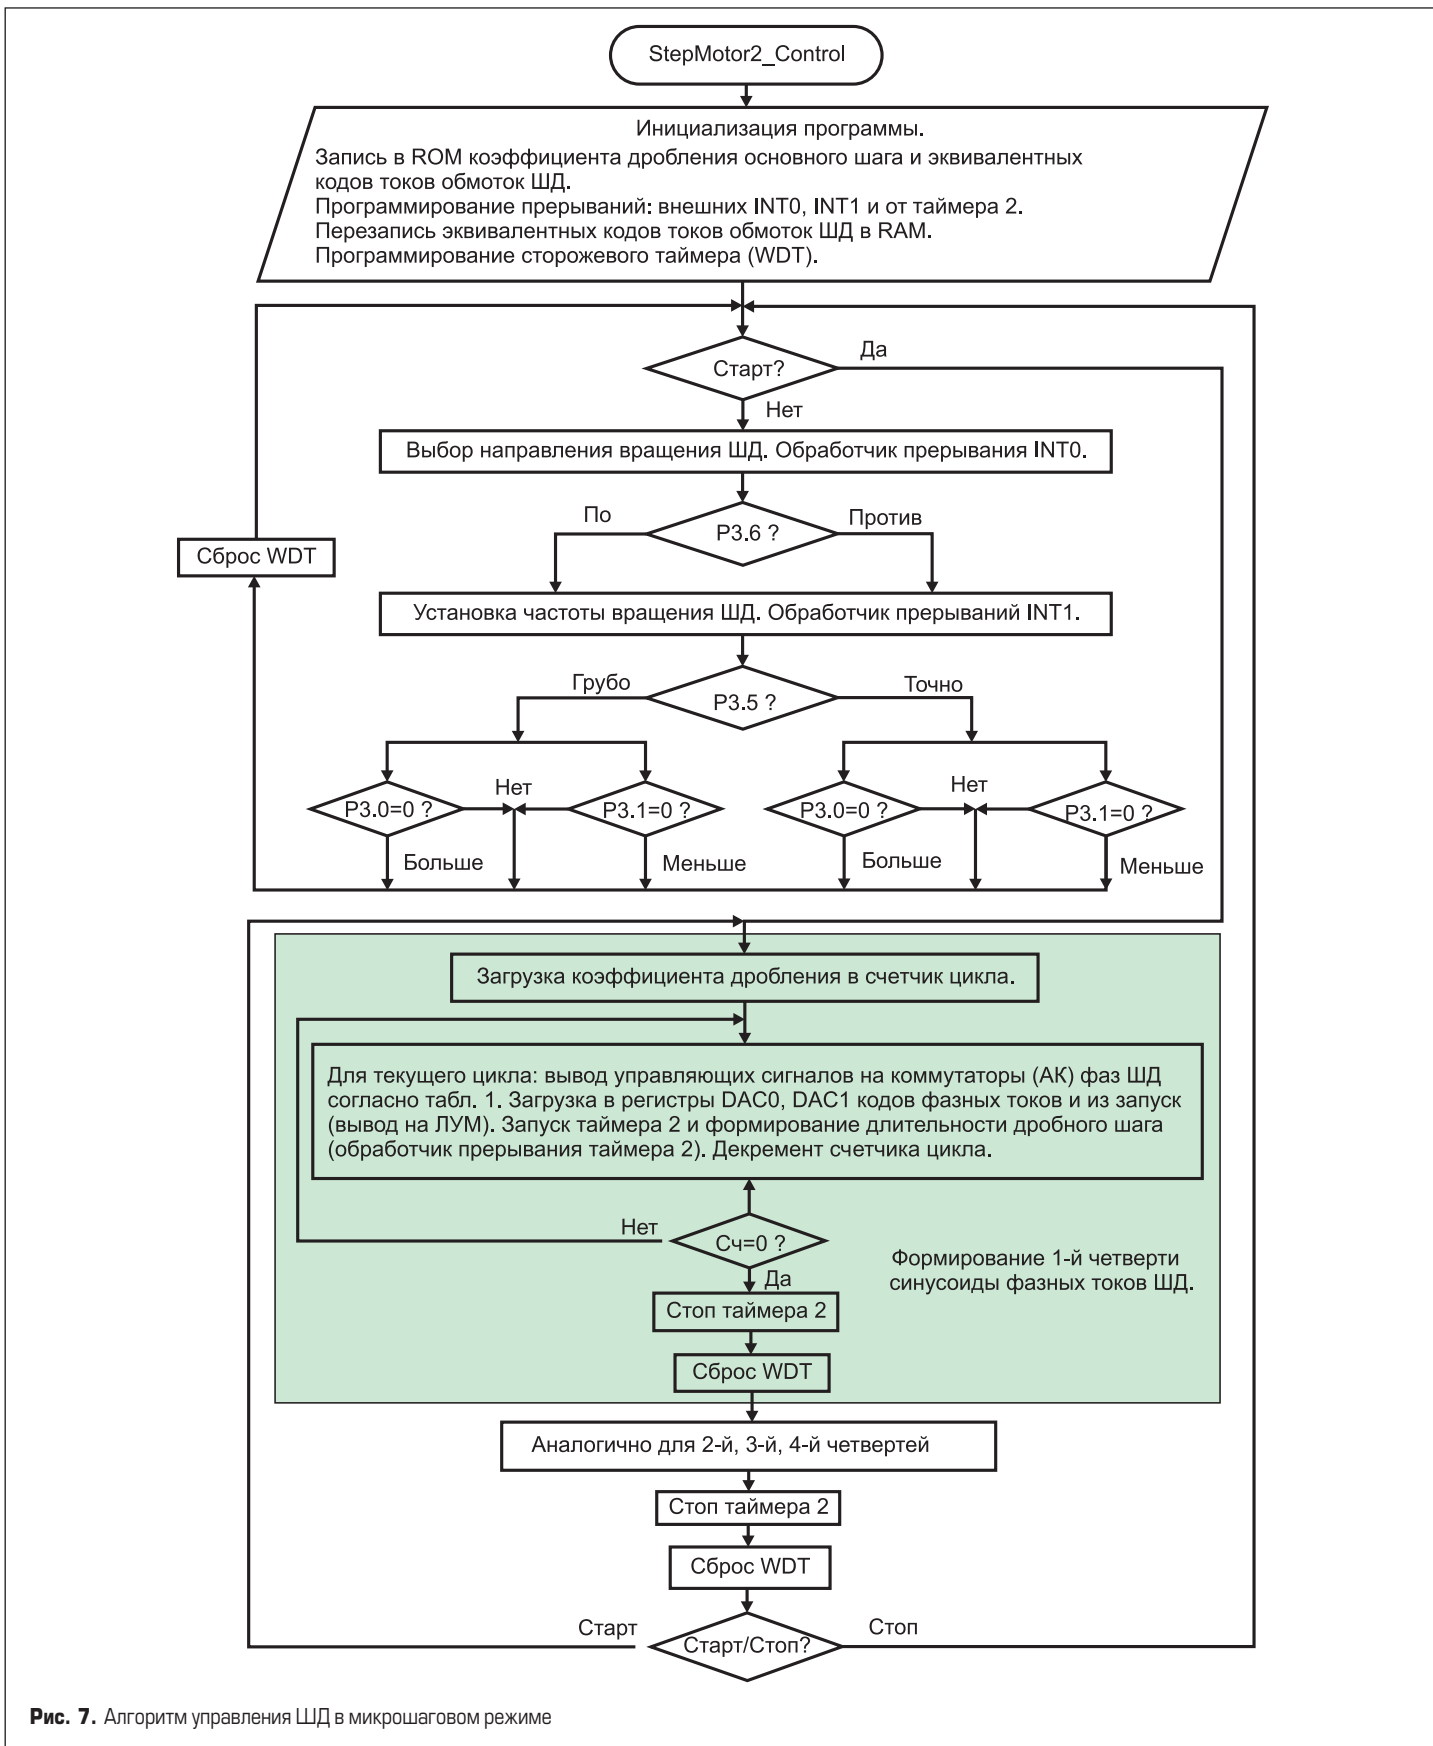 StepMotor2_Control
Инициализация программы.
Запись в ROM коэффициента дробления основного шага и эквивалентных
кодов токов обмоток ШД.
Программирование прерываний: внешних INT0, INT1 и от таймера 2.
Перезапись эквивалентных кодов токов обмоток ШД в RAM.
Программирование сторожевого таймера (WDT).
Старт?
Да
Нет
Выбор направления вращения ШД. Обработчик прерывания INT0.
По
P3.6 ?
Против
Сброс WDT
Установка частоты вращения ШД. Обработчик прерываний INT1.
Грубо
P3.5 ?
Точно
P3.0=0 ?
Нет
P3.1=0 ?
P3.0=0 ?
Нет
P3.1=0 ?
Больше
Меньше
Больше
Меньше
Загрузка коэффициента дробления в счетчик цикла.
Для текущего цикла: вывод управляющих сигналов на коммутаторы (АК) фаз ШД
согласно табл. 1. Загрузка в регистры DAC0, DAC1 кодов фазных токов и из запуск
(вывод на ЛУМ). Запуск таймера 2 и формирование длительности дробного шага
(обработчик прерывания таймера 2). Декремент счетчика цикла.
Нет
Сч=0 ?
Да
Формирование 1-й четверти
синусоиды фазных токов ШД.
Стоп таймера 2
Сброс WDT
Аналогично для 2-й, 3-й, 4-й четвертей
Стоп таймера 2
Сброс WDT
Старт
Старт/Стоп?
Стоп
Рис. 7. Алгоритм управления ШД в микрошаговом режиме